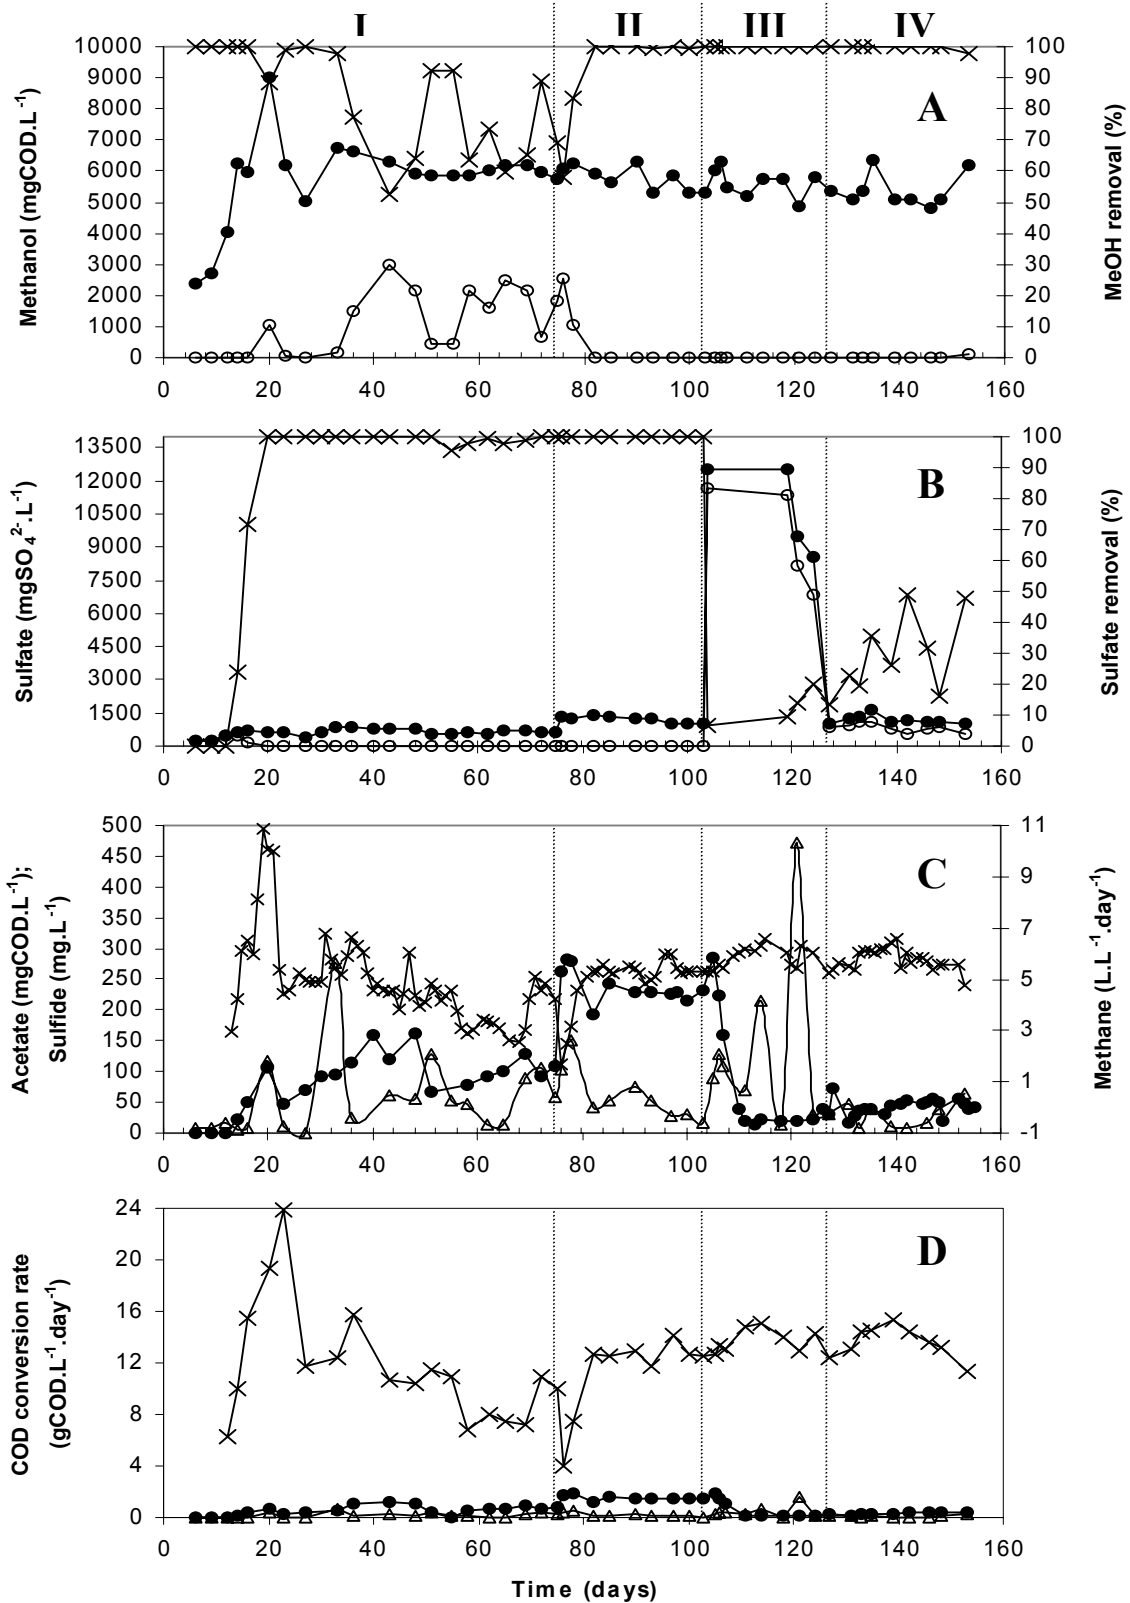 I II III IV
10000 100
9000 90
8000 80
7000 70
6000 60
5000 50
4000 40
3000 30
2000 20
1000 10
0 0
0 20 40 60 80 100 120 140 160
Methanol (mgCOD.L⁻¹)
MeOH removal (%)
A
13500 100
12000 90
10500 80
9000 70
7500 60
6000 50
4500 40
3000 30
1500 20
0 10
0
0 20 40 60 80 100 120 140 160
Sulfate (mgSO₄²⁻.L⁻¹)
Sulfate removal (%)
B
500 11
450 9
400 7
350 5
300 3
250 1
200 -1
150
100
50
0
0 20 40 60 80 100 120 140 160
Acetate (mgCOD.L⁻¹);
Sulfide (mg.L⁻¹)
Methane (L.L⁻¹.day⁻¹)
C
24
20
16
12
8
4
0
0 20 40 60 80 100 120 140 160
COD conversion rate
(gCOD.L⁻¹.day⁻¹)
D
Time (days)